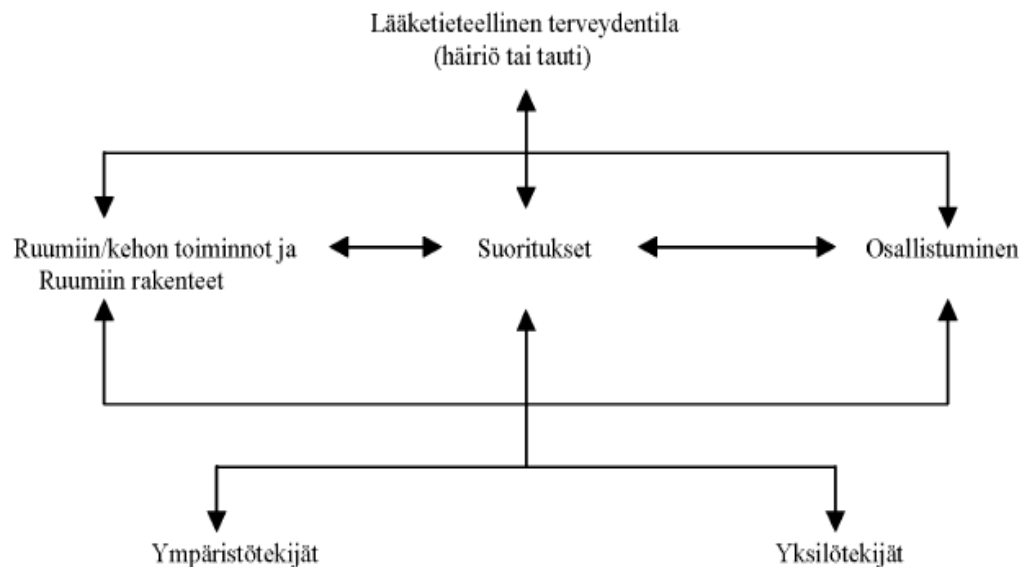 Lääketieteellinen terveydentila
(häiriö tai tauti)
Ruumiin/kehon toiminnot ja
Ruumiin rakenteet
Suoritukset
Osallistuminen
Ympäristötekijät
Yksilötekijät